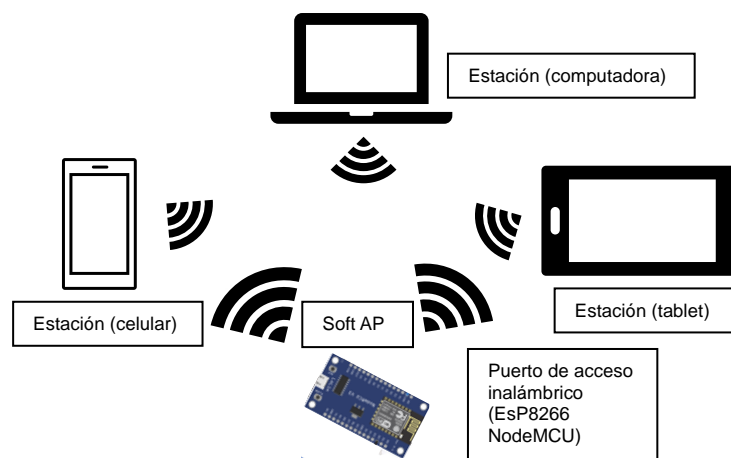 Estación (computadora)
Estación (celular)
Soft AP
Estación (tablet)
Puerto de acceso
inalámbrico
(EsP8266
NodeMCU)